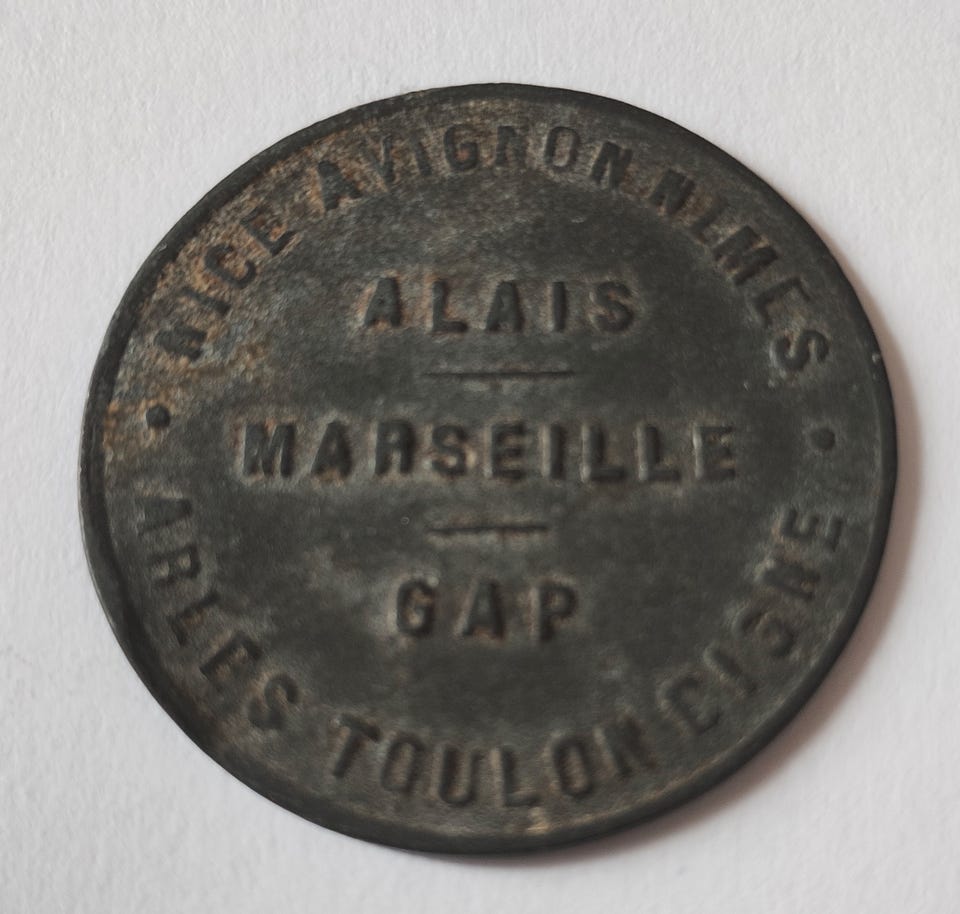 NICE AVIGNON NIMES
ALAIS
MARSEILLE
GAP
ARLES TOULON DIGNE